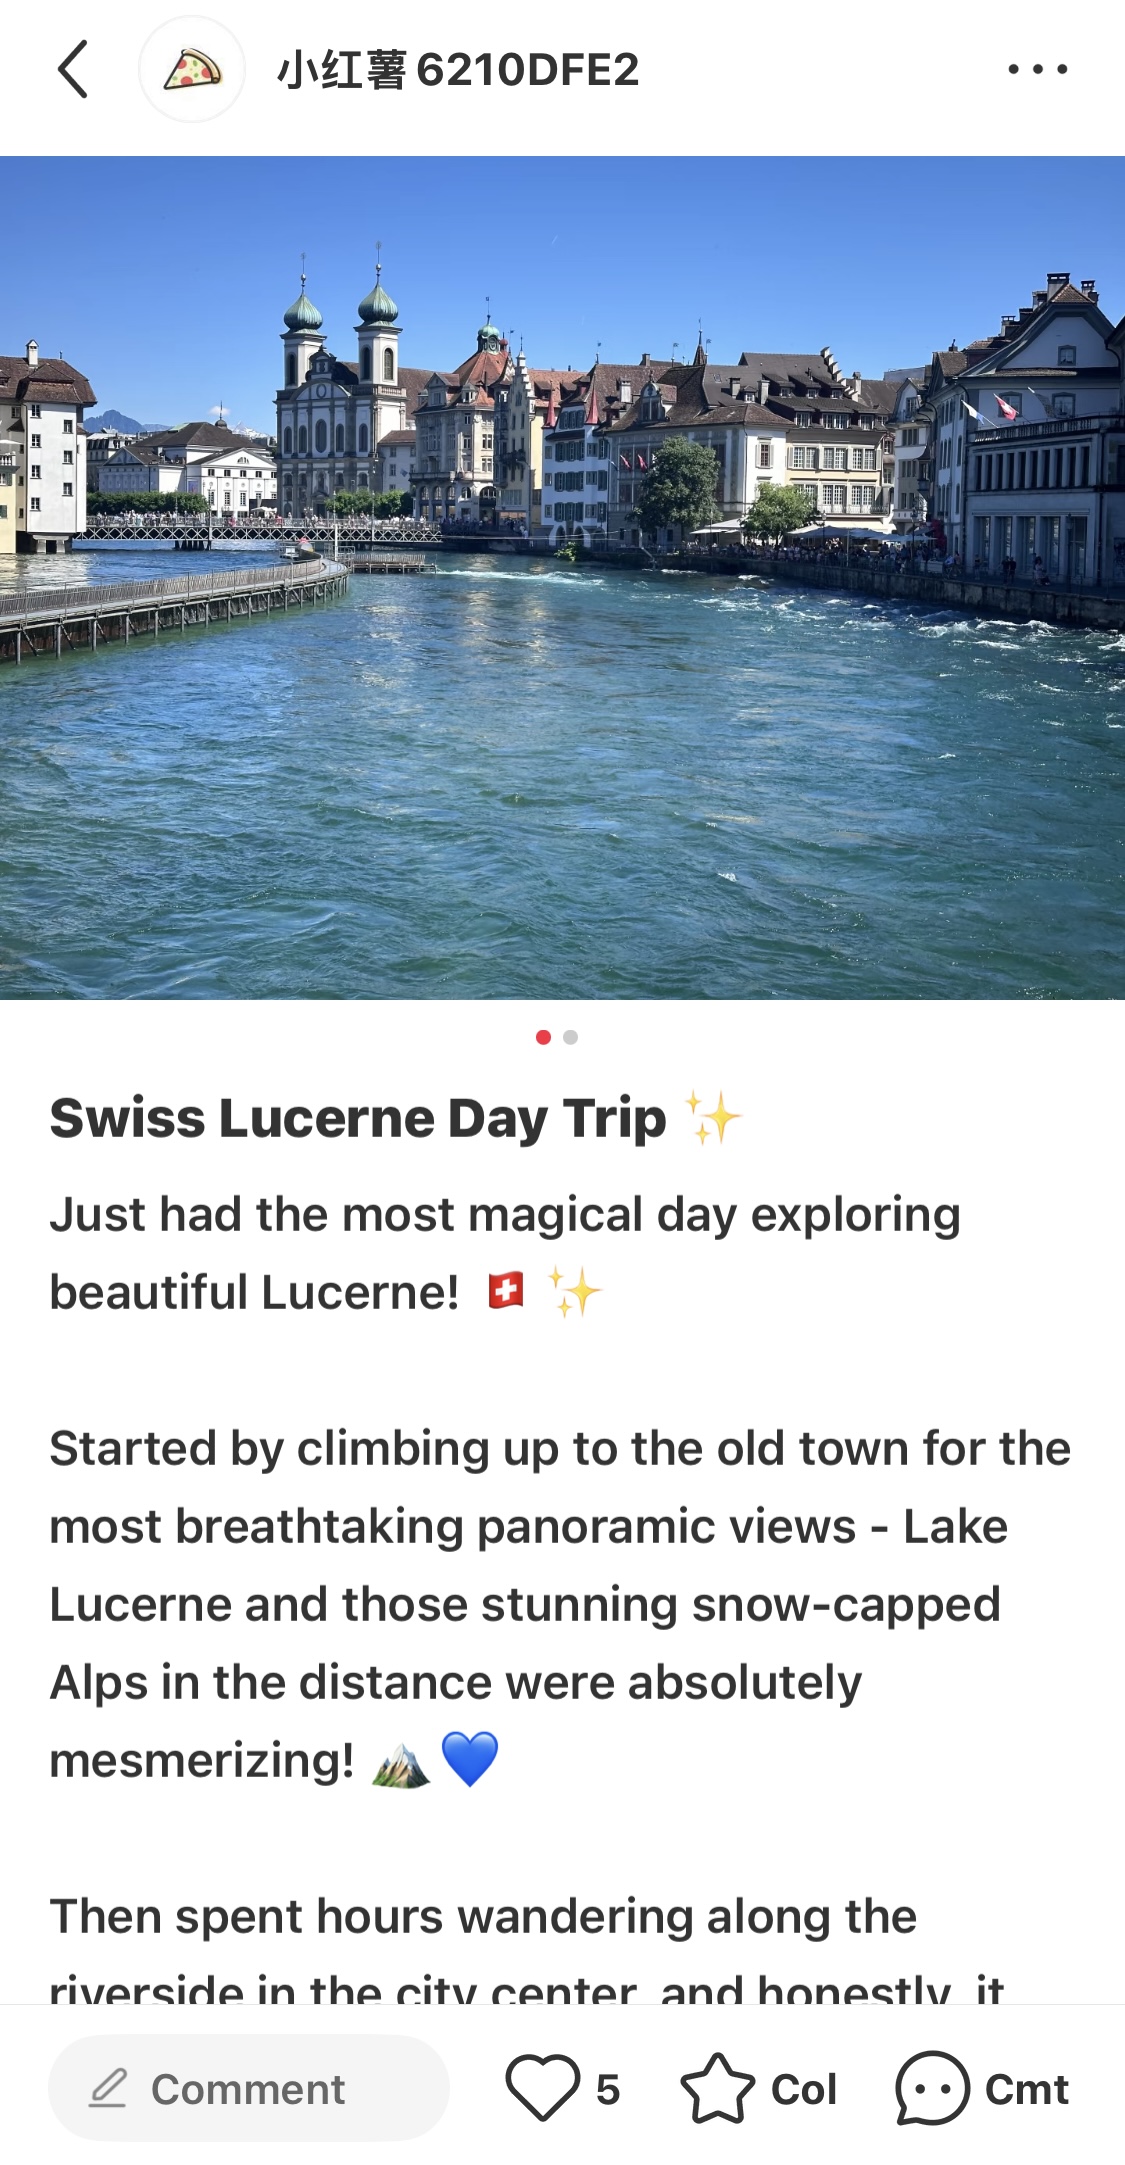 小红薯6210DFE2
Swiss Lucerne Day Trip ✨
Just had the most magical day exploring
beautiful Lucerne! 🇨🇭 ✨
Started by climbing up to the old town for the
most breathtaking panoramic views - Lake
Lucerne and those stunning snow-capped
Alps in the distance were absolutely
mesmerizing! ⛰️💙
Then spent hours wandering along the
riverside in the city center, and honestly, it
Comment
5
Col
Cmt